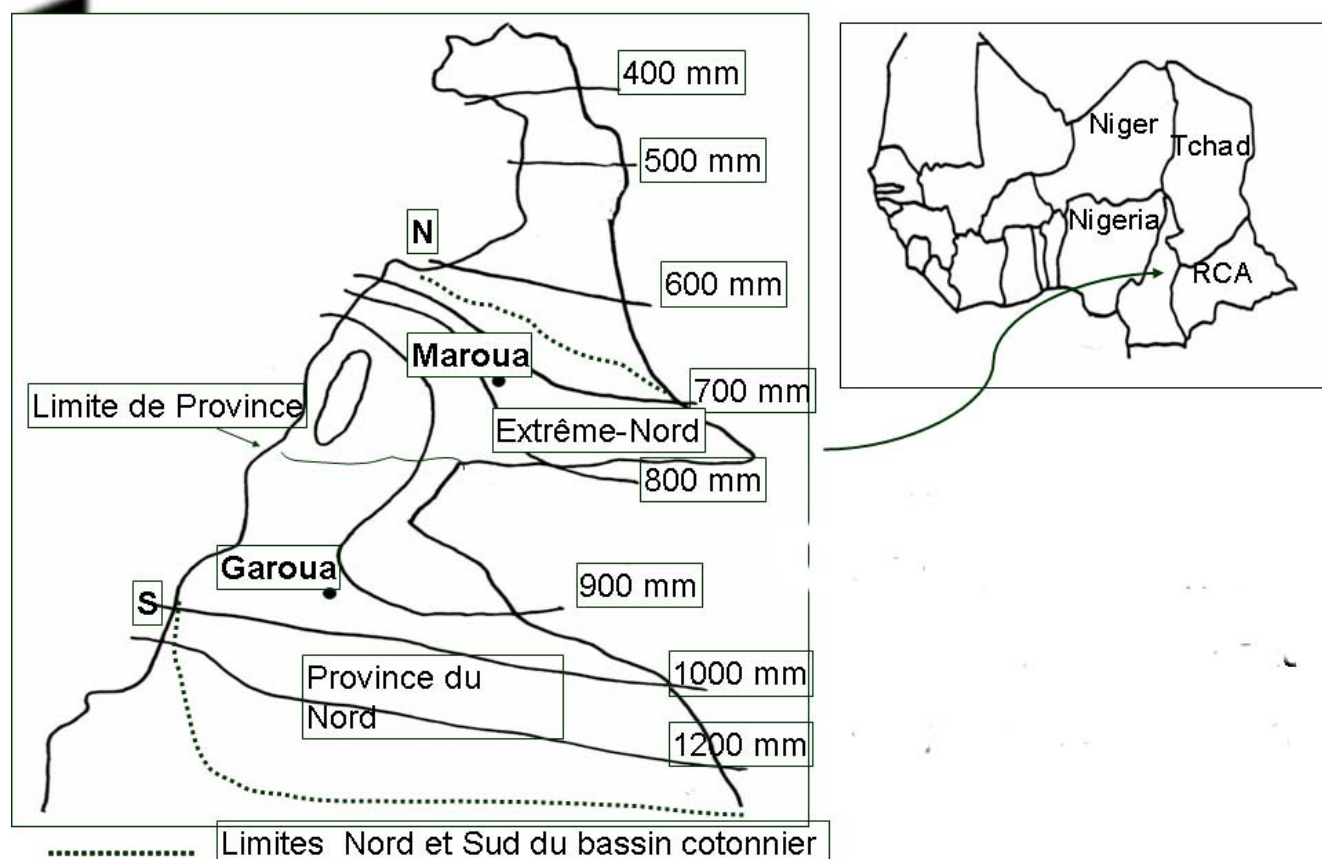 400 mm
500 mm
N
600 mm
Maroua
700 mm
Limite de Province
Extrême-Nord
800 mm
Garoua
900 mm
S
1000 mm
Province du
Nord
1200 mm
Limites Nord et Sud du bassin cotonnier
Niger
Tchad
Nigeria
RCA